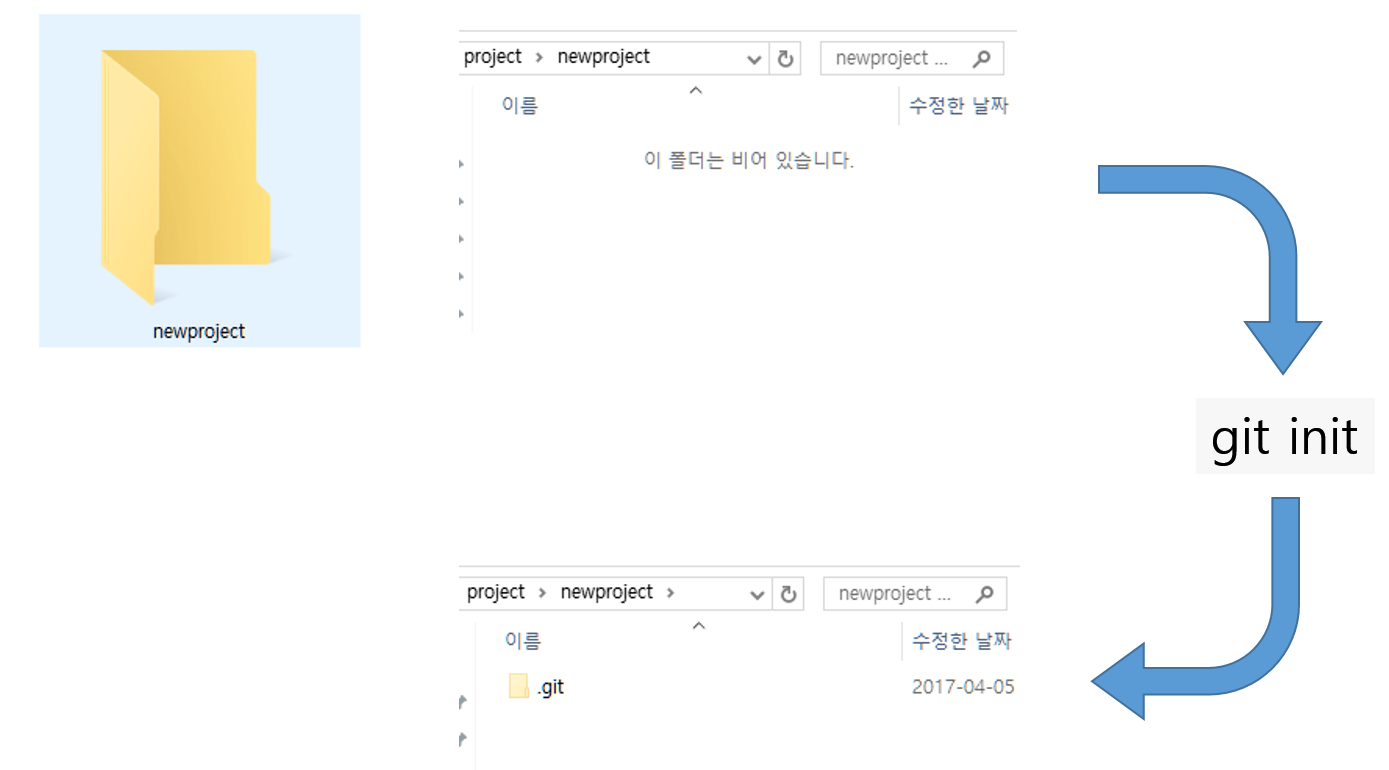 newproject
project > newproject
newproject ...
이름
수정한 날짜
이 폴더는 비어 있습니다.
git init
project > newproject >
newproject ...
이름
수정한 날짜
.git
2017-04-05